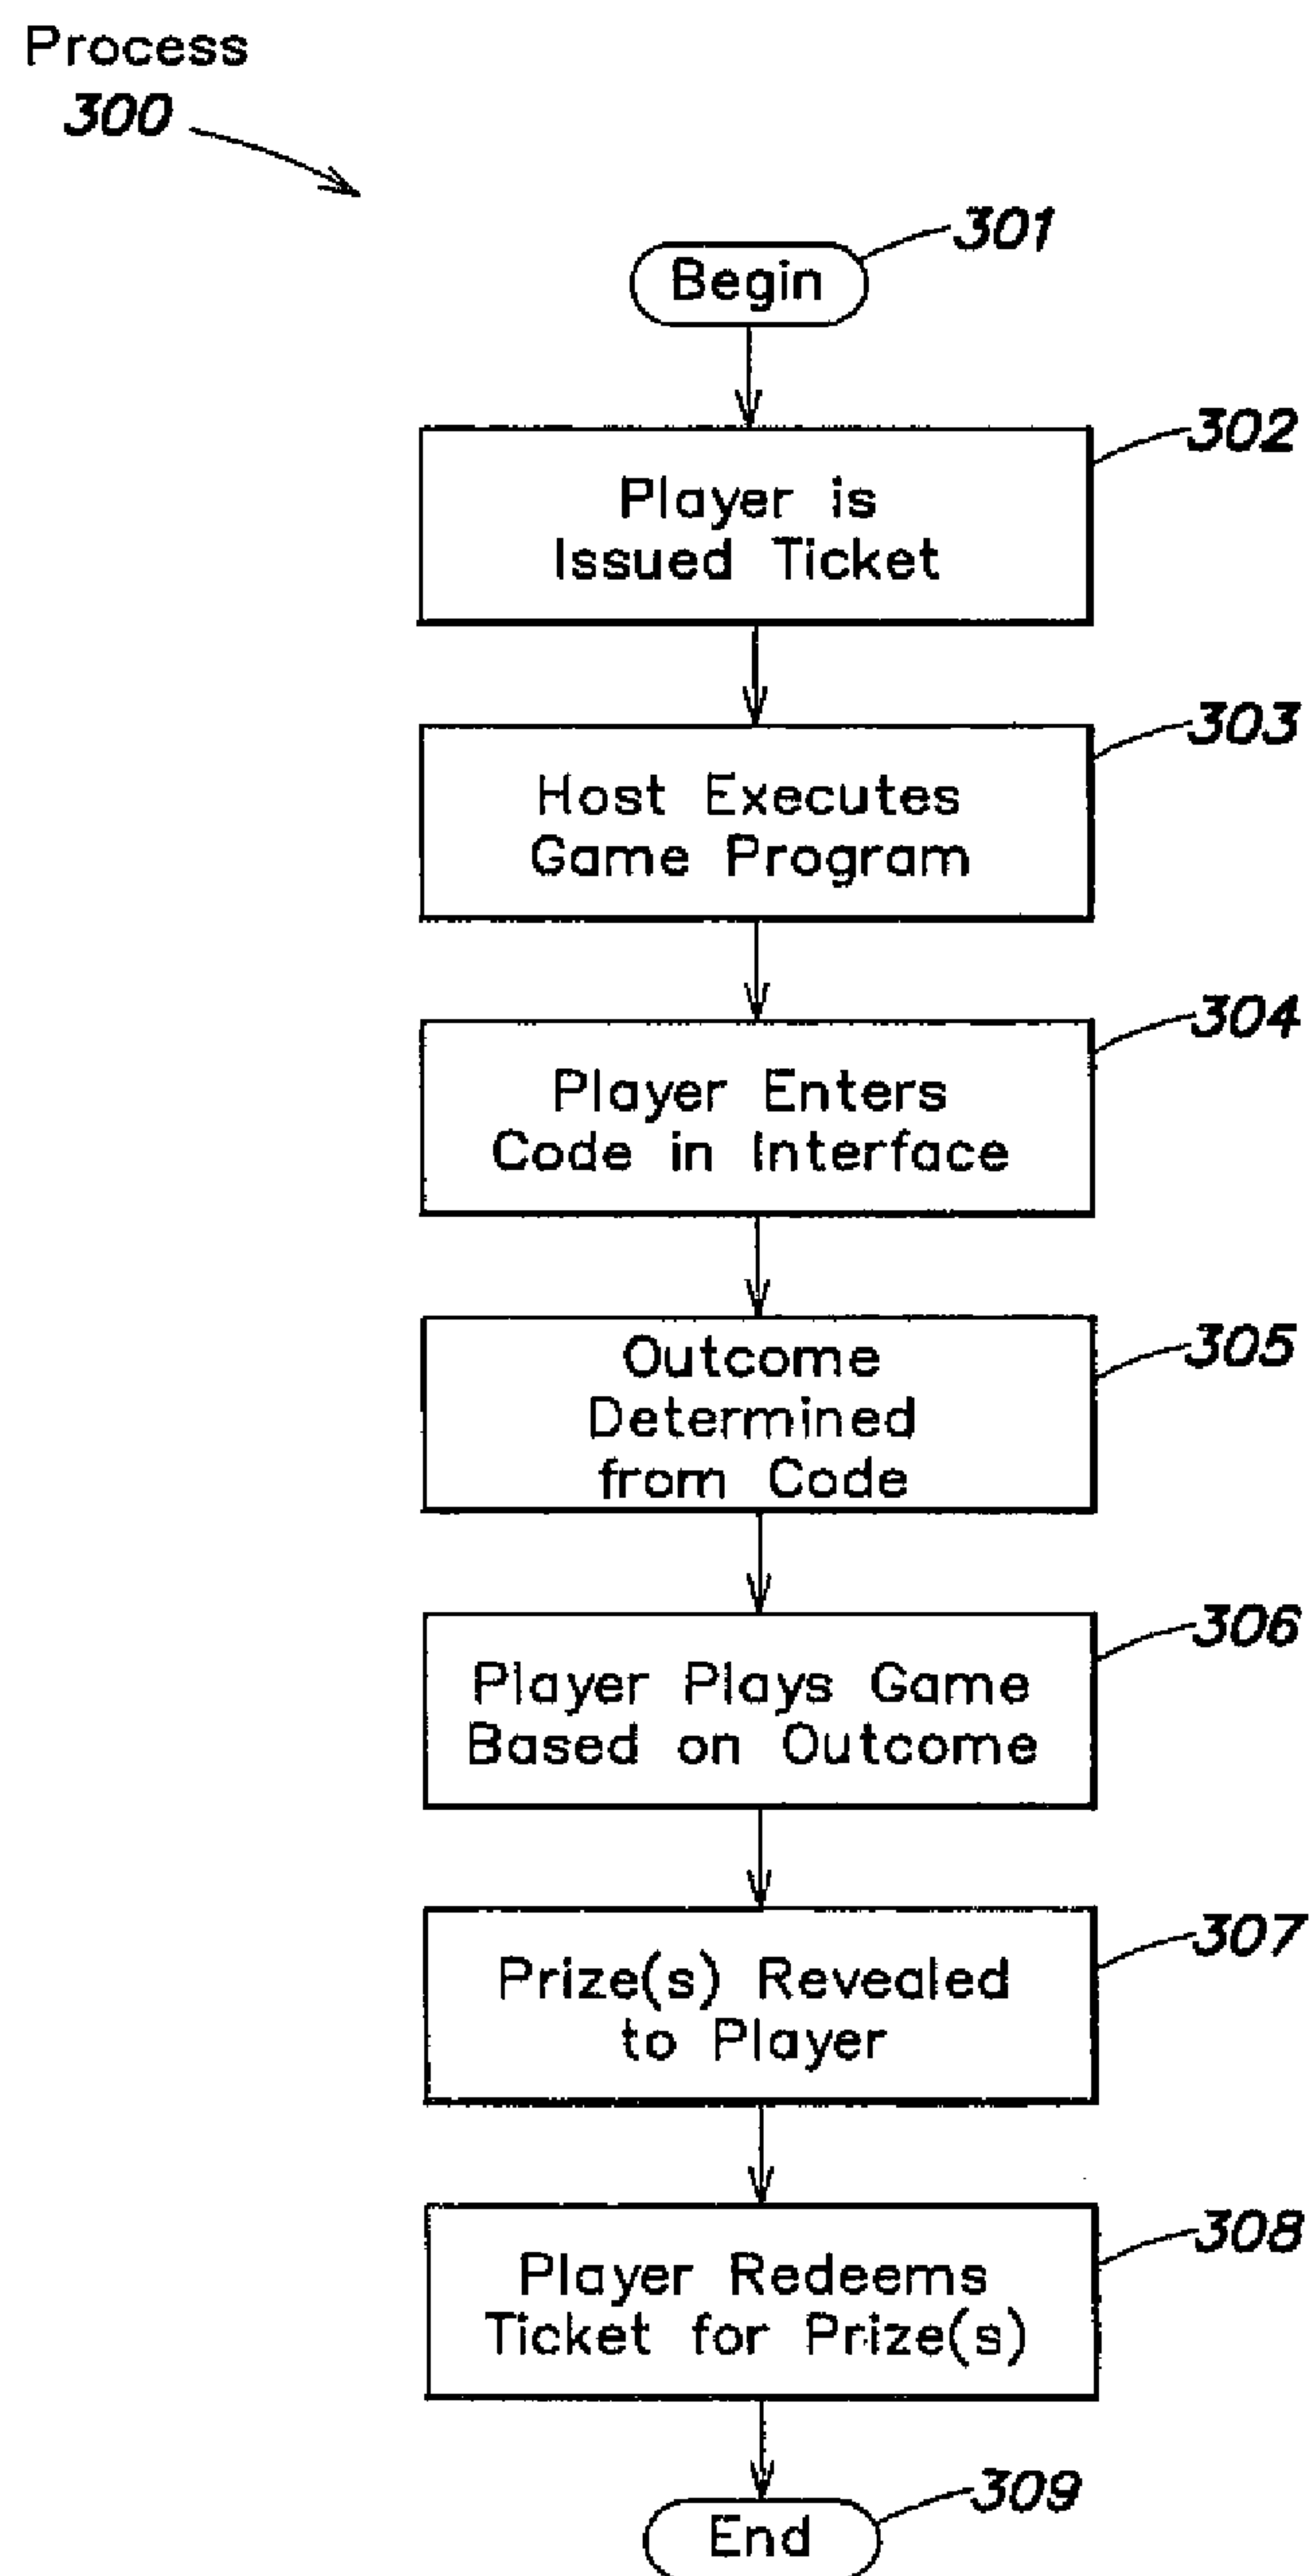 Process
300
301
Begin
302
Player is
Issued Ticket
303
Host Executes
Game Program
304
Player Enters
Code in Interface
305
Outcome
Determined
from Code
306
Player Plays Game
Based on Outcome
307
Prize(s) Revealed
to Player
308
Player Redeems
Ticket for Prize(s)
309
End